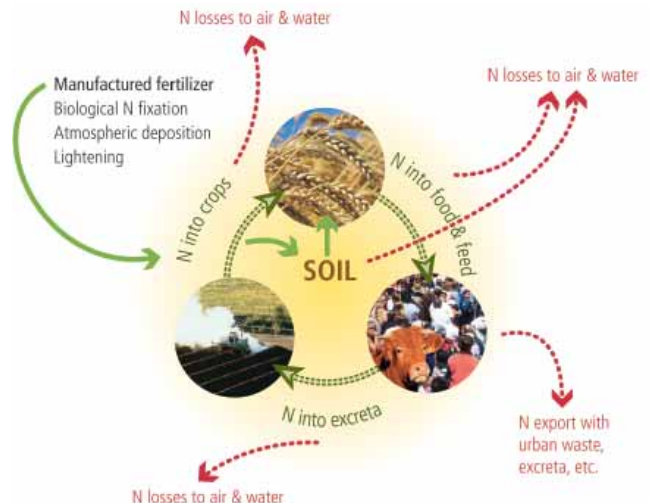 N losses to air & water
N losses to air & water
Manufactured fertilizer
Biological N fixation
Atmospheric deposition
Lightening
N into crops
N into food & feed
SOIL
N into excreta
N export with
urban waste,
excreta, etc.
N losses to air & water